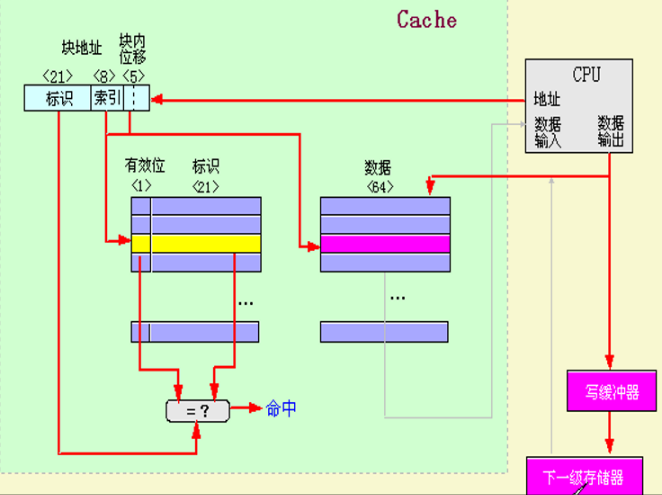 Cache
块地址
块内
位移
〈21〉 〈8〉 〈5〉
标识 索引
CPU
地址
数据
输入
数据
输出
有效位
〈1〉
标识
〈21〉
数据
〈64〉
...
...
= ?
命中
写缓冲器
下一级存储器